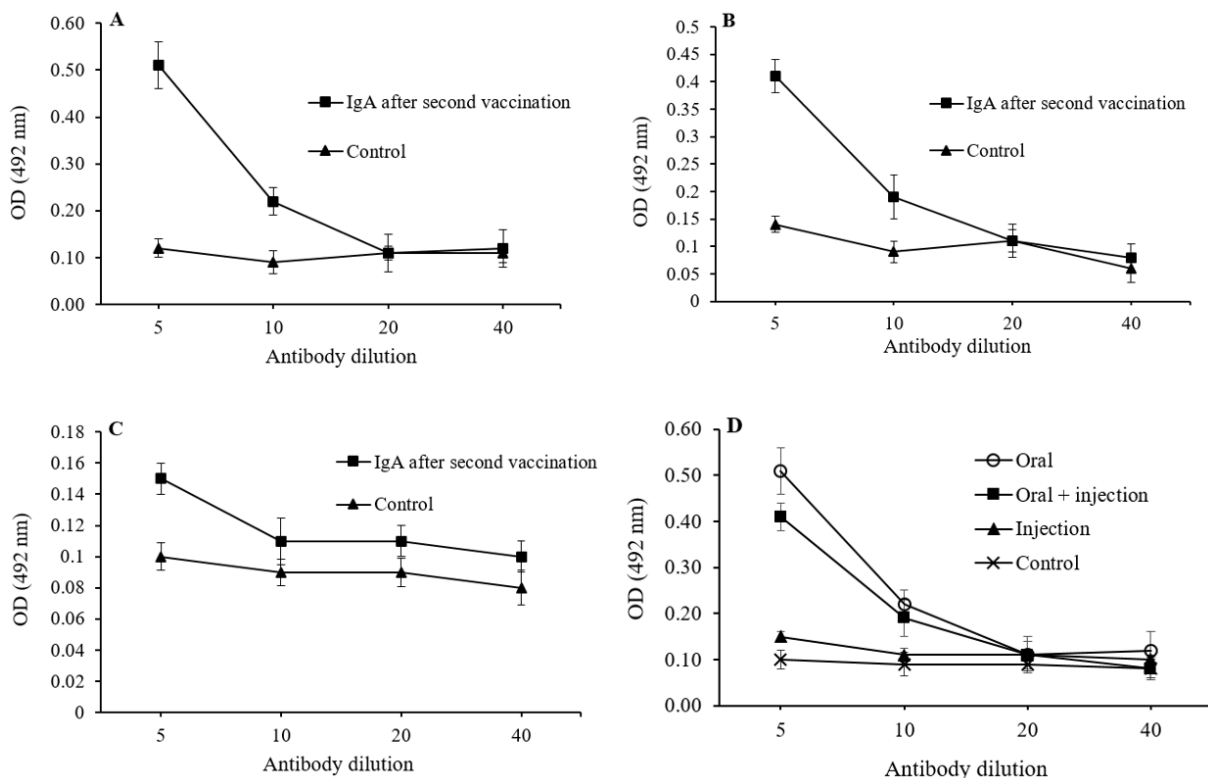 A
0.60
0.50
0.40
0.30
0.20
0.10
0.00
OD (492 nm)
IgA after second vaccination
Control
5 10 20 40
Antibody dilution
B
0.5
0.45
0.4
0.35
0.3
0.25
0.2
0.15
0.1
0.05
0
OD (492 nm)
IgA after second vaccination
Control
5 10 20 40
Antibody dilution
C
0.18
0.16
0.14
0.12
0.1
0.08
0.06
0.04
0.02
0
OD (492 nm)
IgA after second vaccination
Control
5 10 20 40
Antibody dilution
D
0.60
0.50
0.40
0.30
0.20
0.10
0.00
OD (492 nm
Oral
Oral + injection
Injection
Control
5 10 20 40
Antibody dilution